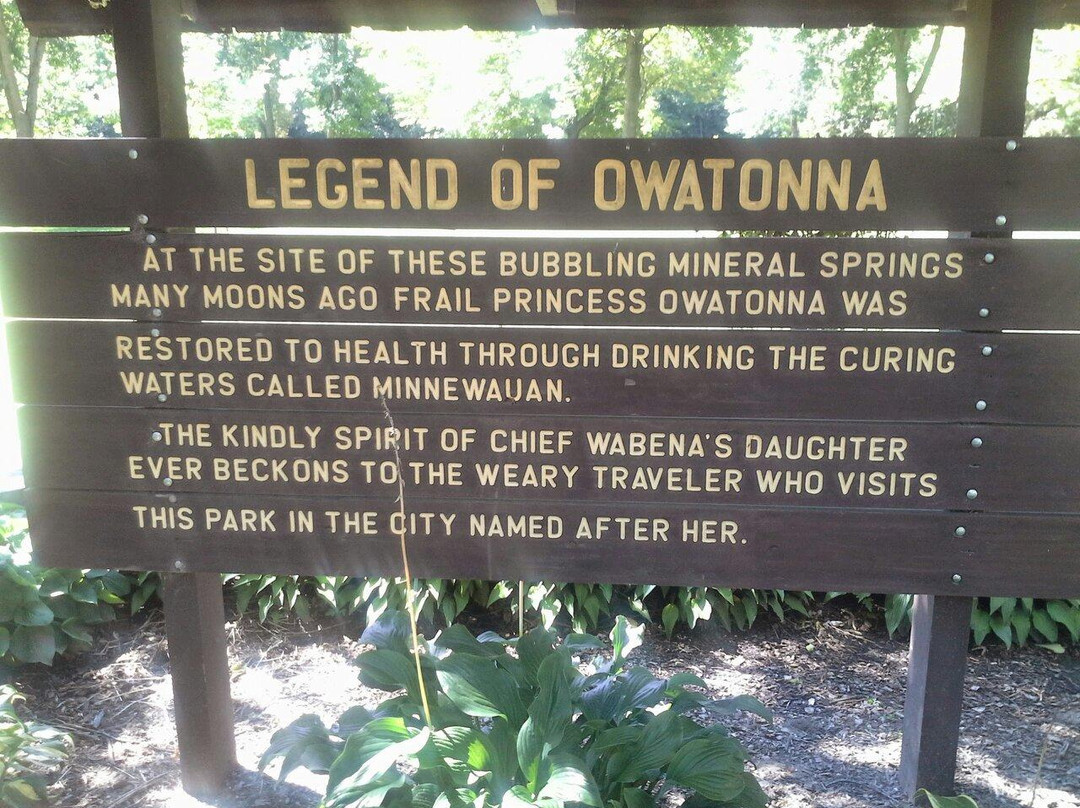 LEGEND OF OWATONNA
AT THE SITE OF THESE BUBBLING MINERAL SPRINGS
MANY MOONS AGO FRAIL PRINCESS OWATONNA WAS
RESTORED TO HEALTH THROUGH DRINKING THE CURING
WATERS CALLED MINNEWAUAN.
THE KINDLY SPIRIT OF CHIEF WABENA'S DAUGHTER
EVER BECKONS TO THE WEARY TRAVELER WHO VISITS
THIS PARK IN THE CITY NAMED AFTER HER.